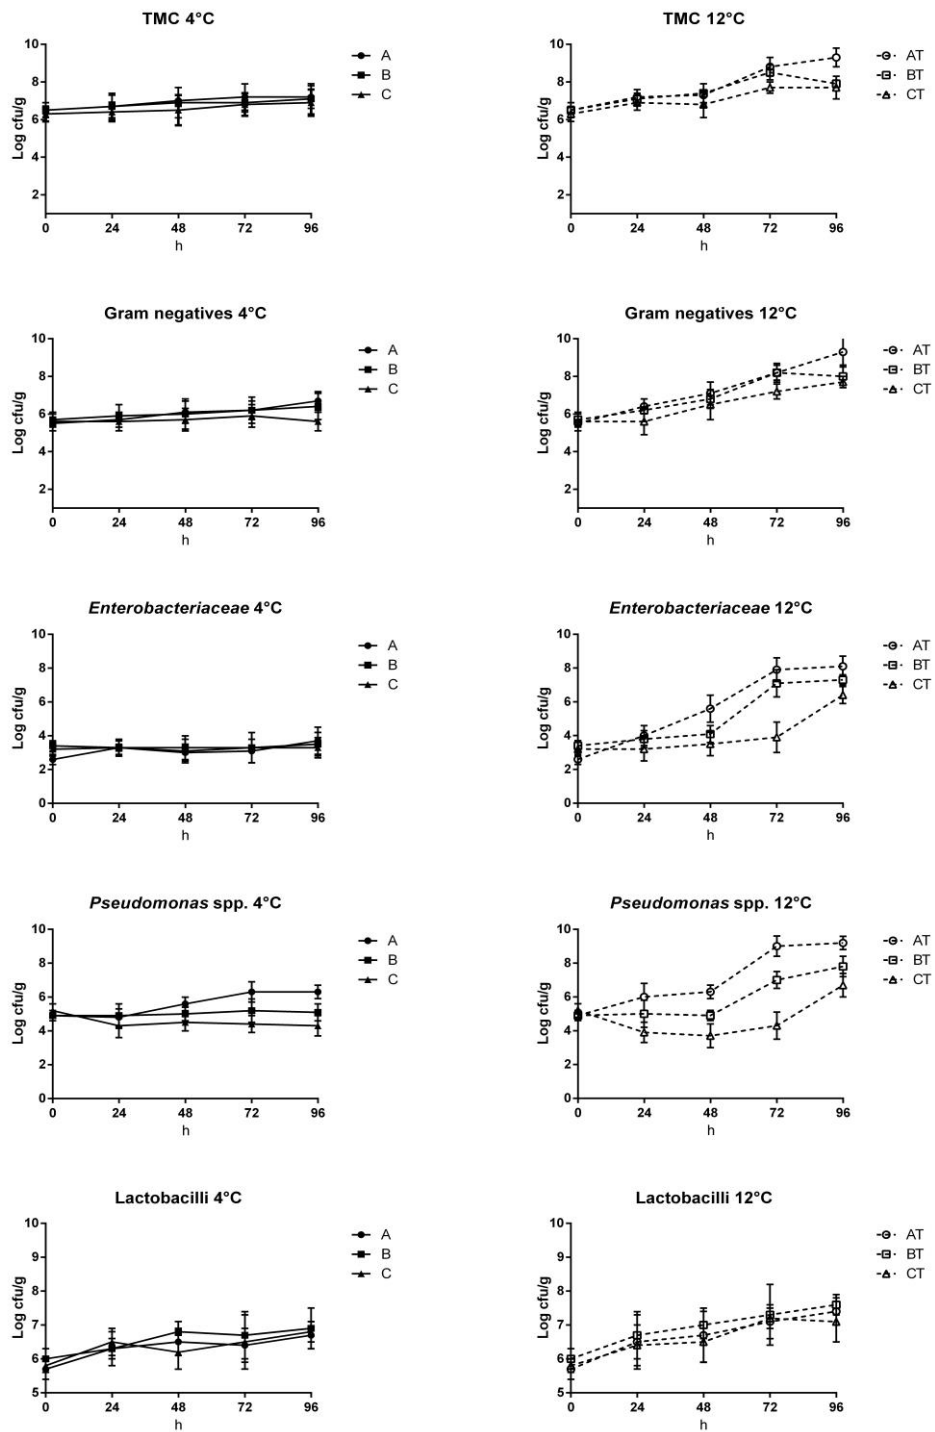 TMC 4°C
10
8
6
4
2
Log cfu/g
0 24 48 72 96
h
A
B
C
TMC 12°C
10
8
6
4
2
Log cfu/g
0 24 48 72 96
h
AT
BT
CT
Gram negatives 4°C
10
8
6
4
2
Log cfu/g
0 24 48 72 96
h
A
B
C
Gram negatives 12°C
10
8
6
4
2
Log cfu/g
0 24 48 72 96
h
AT
BT
CT
Enterobacteriaceae 4°C
10
8
6
4
2
0
Log cfu/g
0 24 48 72 96
h
A
B
C
Enterobacteriaceae 12°C
10
8
6
4
2
0
Log cfu/g
0 24 48 72 96
h
AT
BT
CT
Pseudomonas spp. 4°C
10
8
6
4
2
0
Log cfu/g
0 24 48 72 96
h
A
B
C
Pseudomonas spp. 12°C
10
8
6
4
2
0
Log cfu/g
0 24 48 72 96
h
AT
BT
CT
Lactobacilli 4°C
10
9
8
7
6
5
Log cfu/g
0 24 48 72 96
h
A
B
C
Lactobacilli 12°C
10
9
8
7
6
5
Log cfu/g
0 24 48 72 96
h
AT
BT
CT